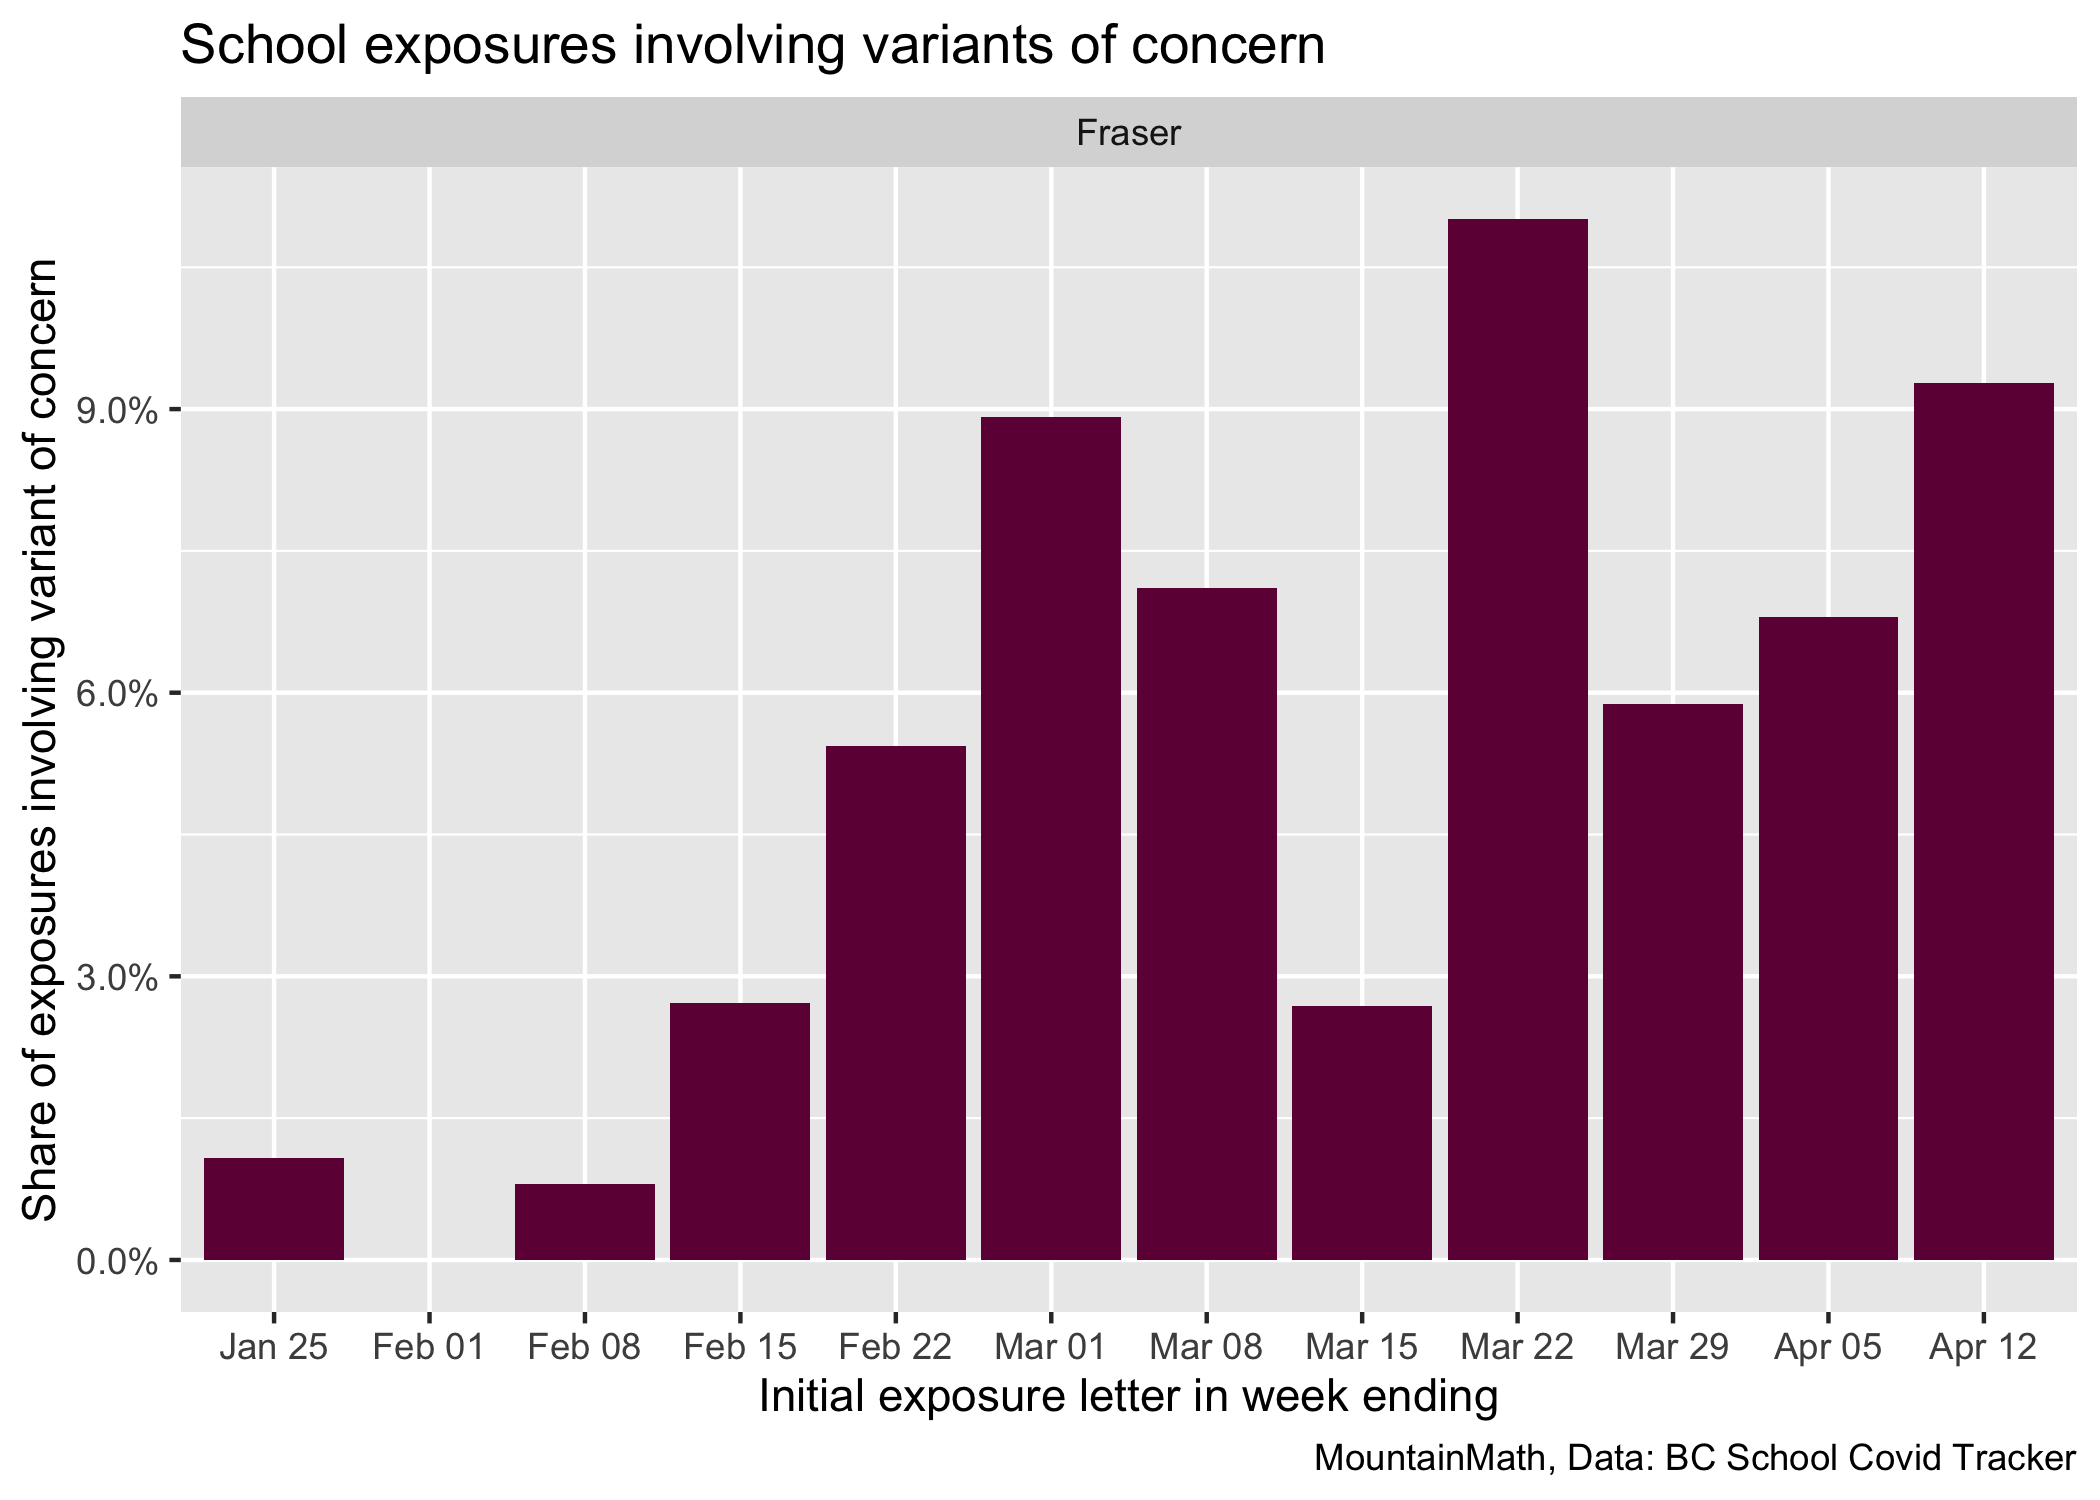 School exposures involving variants of concern
Fraser
Share of exposures involving variant of concern
9.0%
6.0%
3.0%
0.0%
Jan 25 Feb 01 Feb 08 Feb 15 Feb 22 Mar 01 Mar 08 Mar 15 Mar 22 Mar 29 Apr 05 Apr 12
Initial exposure letter in week ending
MountainMath, Data: BC School Covid Tracker